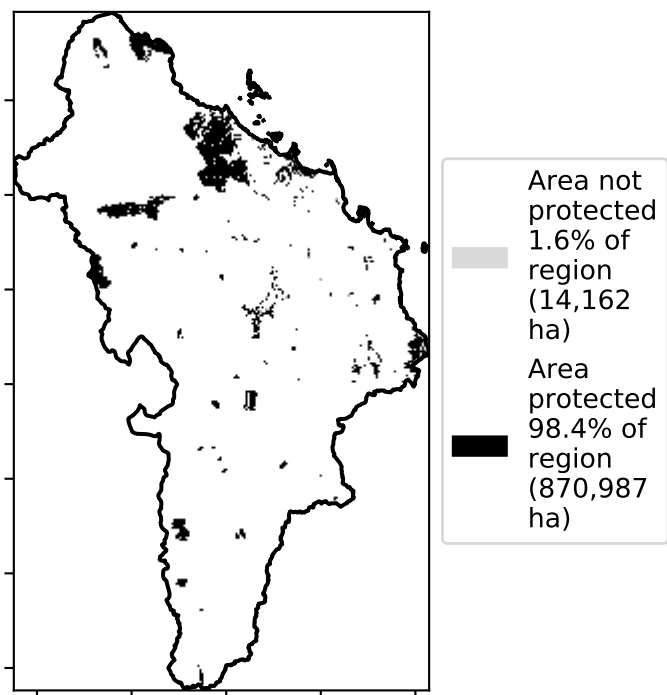 Area not
protected
1.6% of
region
(14,162
ha)
Area
protected
98.4% of
region
(870,987
ha)